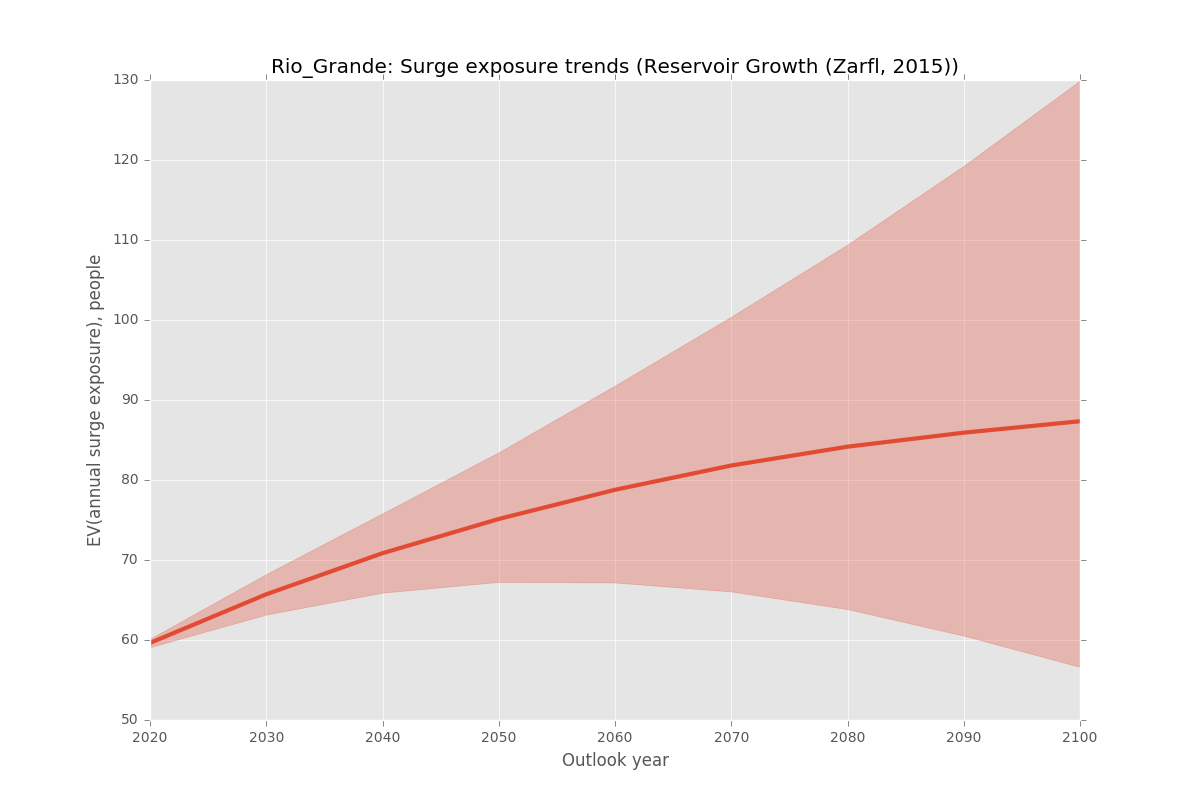 Rio_Grande: Surge exposure trends (Reservoir Growth (Zarfl, 2015))
130
120
110
100
90
80
70
60
50
EV(annual surge exposure), people
2020 2030 2040 2050 2060 2070 2080 2090 2100
Outlook year